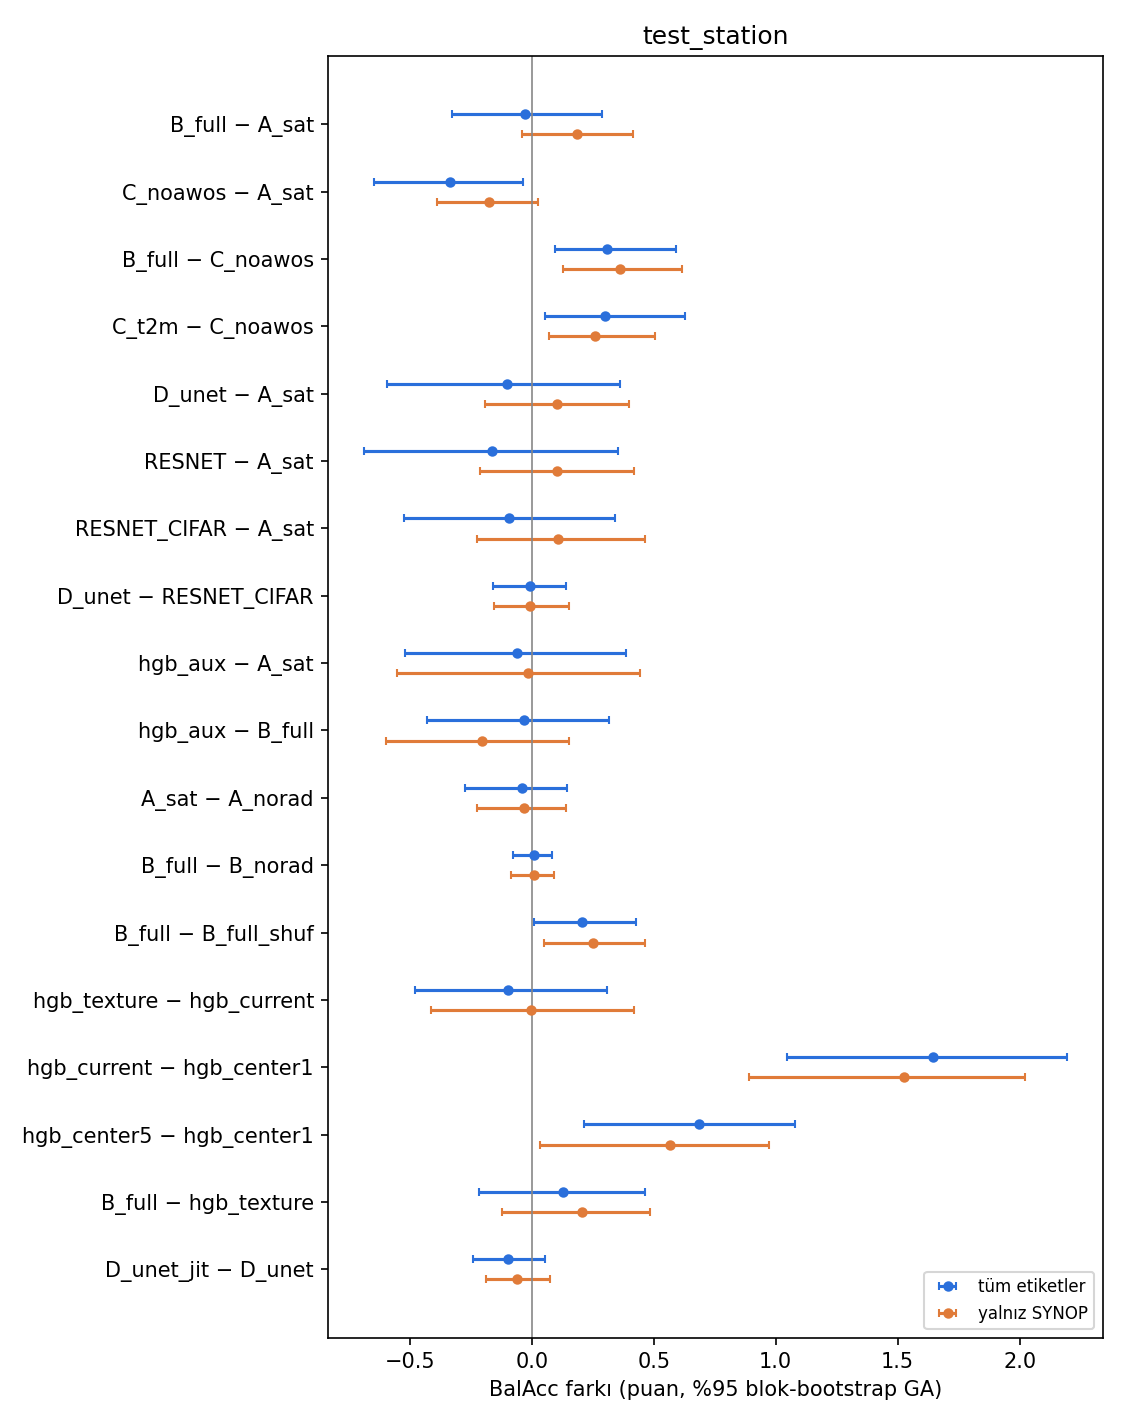 test_station
B_full − A_sat
C_noawos − A_sat
B_full − C_noawos
C_t2m − C_noawos
D_unet − A_sat
RESNET − A_sat
RESNET_CIFAR − A_sat
D_unet − RESNET_CIFAR
hgb_aux − A_sat
hgb_aux − B_full
A_sat − A_norad
B_full − B_norad
B_full − B_full_shuf
hgb_texture − hgb_current
hgb_current − hgb_center1
hgb_center5 − hgb_center1
B_full − hgb_texture
D_unet_jit − D_unet
tüm etiketler
yalnız SYNOP
−0.5 0.0 0.5 1.0 1.5 2.0
BalAcc farkı (puan, %95 blok-bootstrap GA)